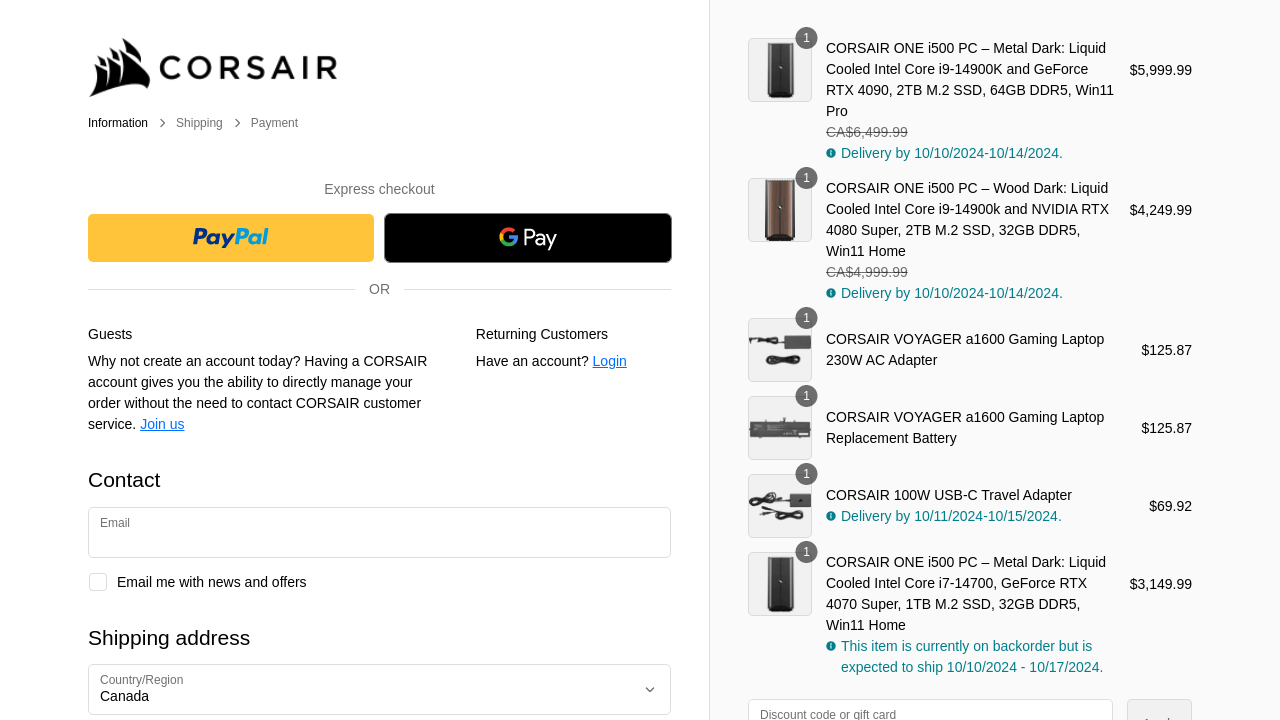 CORSAIR
Information
Shipping
Payment
Express checkout
PayPal
G Pay
OR
Guests
Why not create an account today? Having a CORSAIR
account gives you the ability to directly manage your
order without the need to contact CORSAIR customer
service. Join us
Returning Customers
Have an account? Login
Contact
Email
Email me with news and offers
Shipping address
Country/Region
Canada
1
CORSAIR ONE i500 PC – Metal Dark: Liquid
Cooled Intel Core i9-14900K and GeForce
RTX 4090, 2TB M.2 SSD, 64GB DDR5, Win11
Pro
CA$6,499.99
Delivery by 10/10/2024-10/14/2024.
$5,999.99
1
CORSAIR ONE i500 PC – Wood Dark: Liquid
Cooled Intel Core i9-14900k and NVIDIA RTX
4080 Super, 2TB M.2 SSD, 32GB DDR5,
Win11 Home
CA$4,999.99
Delivery by 10/10/2024-10/14/2024.
$4,249.99
1
CORSAIR VOYAGER a1600 Gaming Laptop
230W AC Adapter
$125.87
1
CORSAIR VOYAGER a1600 Gaming Laptop
Replacement Battery
$125.87
1
CORSAIR 100W USB-C Travel Adapter
Delivery by 10/11/2024-10/15/2024.
$69.92
1
CORSAIR ONE i500 PC – Metal Dark: Liquid
Cooled Intel Core i7-14700, GeForce RTX
4070 Super, 1TB M.2 SSD, 32GB DDR5,
Win11 Home
This item is currently on backorder but is
expected to ship 10/10/2024 - 10/17/2024.
$3,149.99
Discount code or gift card